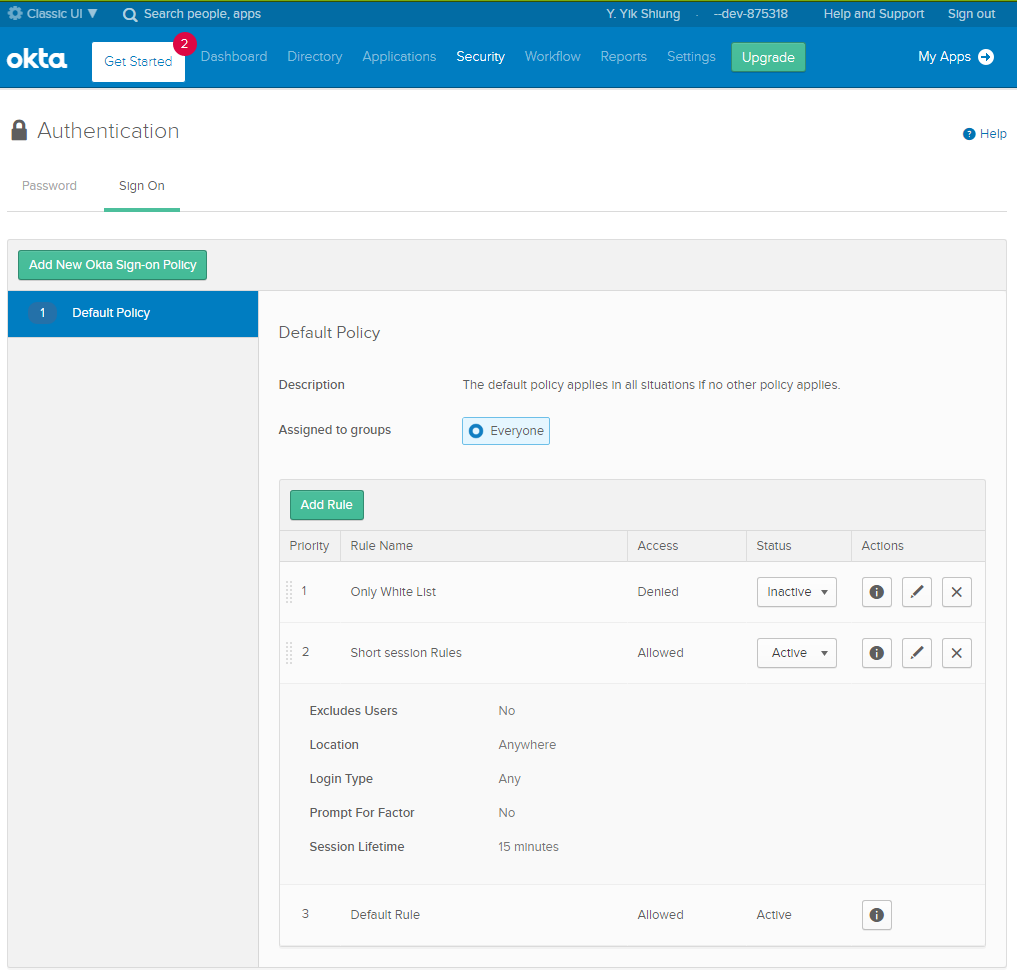 Classic UI ▼ Search people, apps Y. Yik Shiung · --dev-875318 Help and Support Sign out
okta Get Started 2 Dashboard Directory Applications Security Workflow Reports Settings Upgrade My Apps
Authentication
Help
Password Sign On
Add New Okta Sign-on Policy
1 Default Policy
Default Policy
Description The default policy applies in all situations if no other policy applies.
Assigned to groups Everyone
Add Rule
Priority Rule Name Access Status Actions
1 Only White List Denied Inactive
2 Short session Rules Allowed Active
Excludes Users No
Location Anywhere
Login Type Any
Prompt For Factor No
Session Lifetime 15 minutes
3 Default Rule Allowed Active